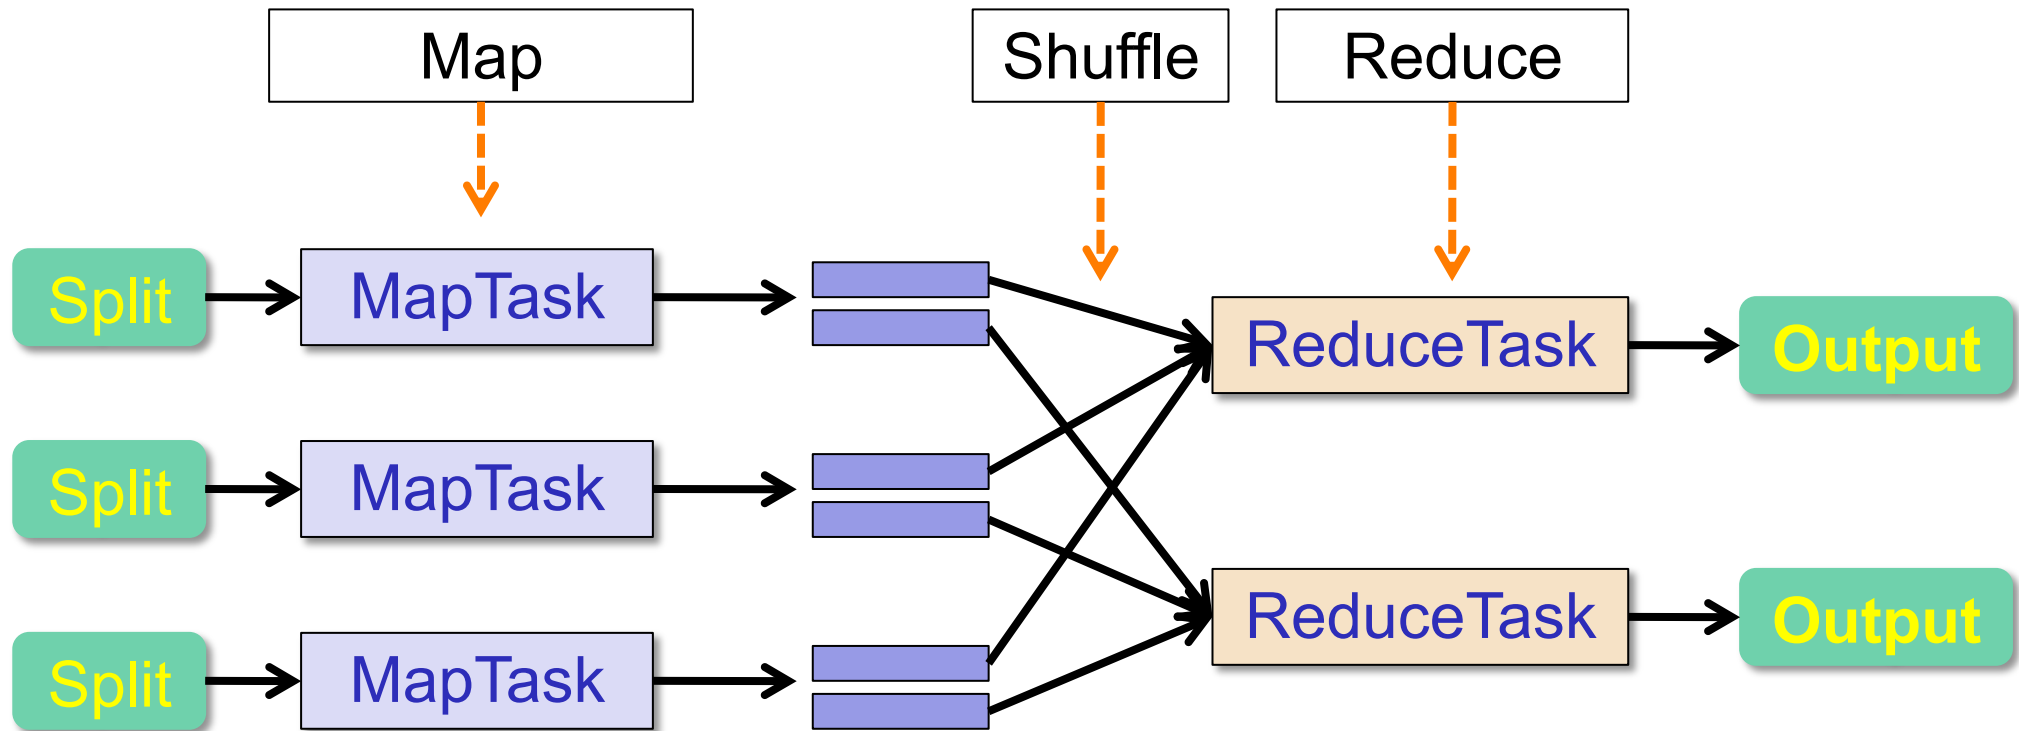 Map
Shuffle
Reduce
Split
MapTask
ReduceTask
Output
Split
MapTask
Split
MapTask
ReduceTask
Output